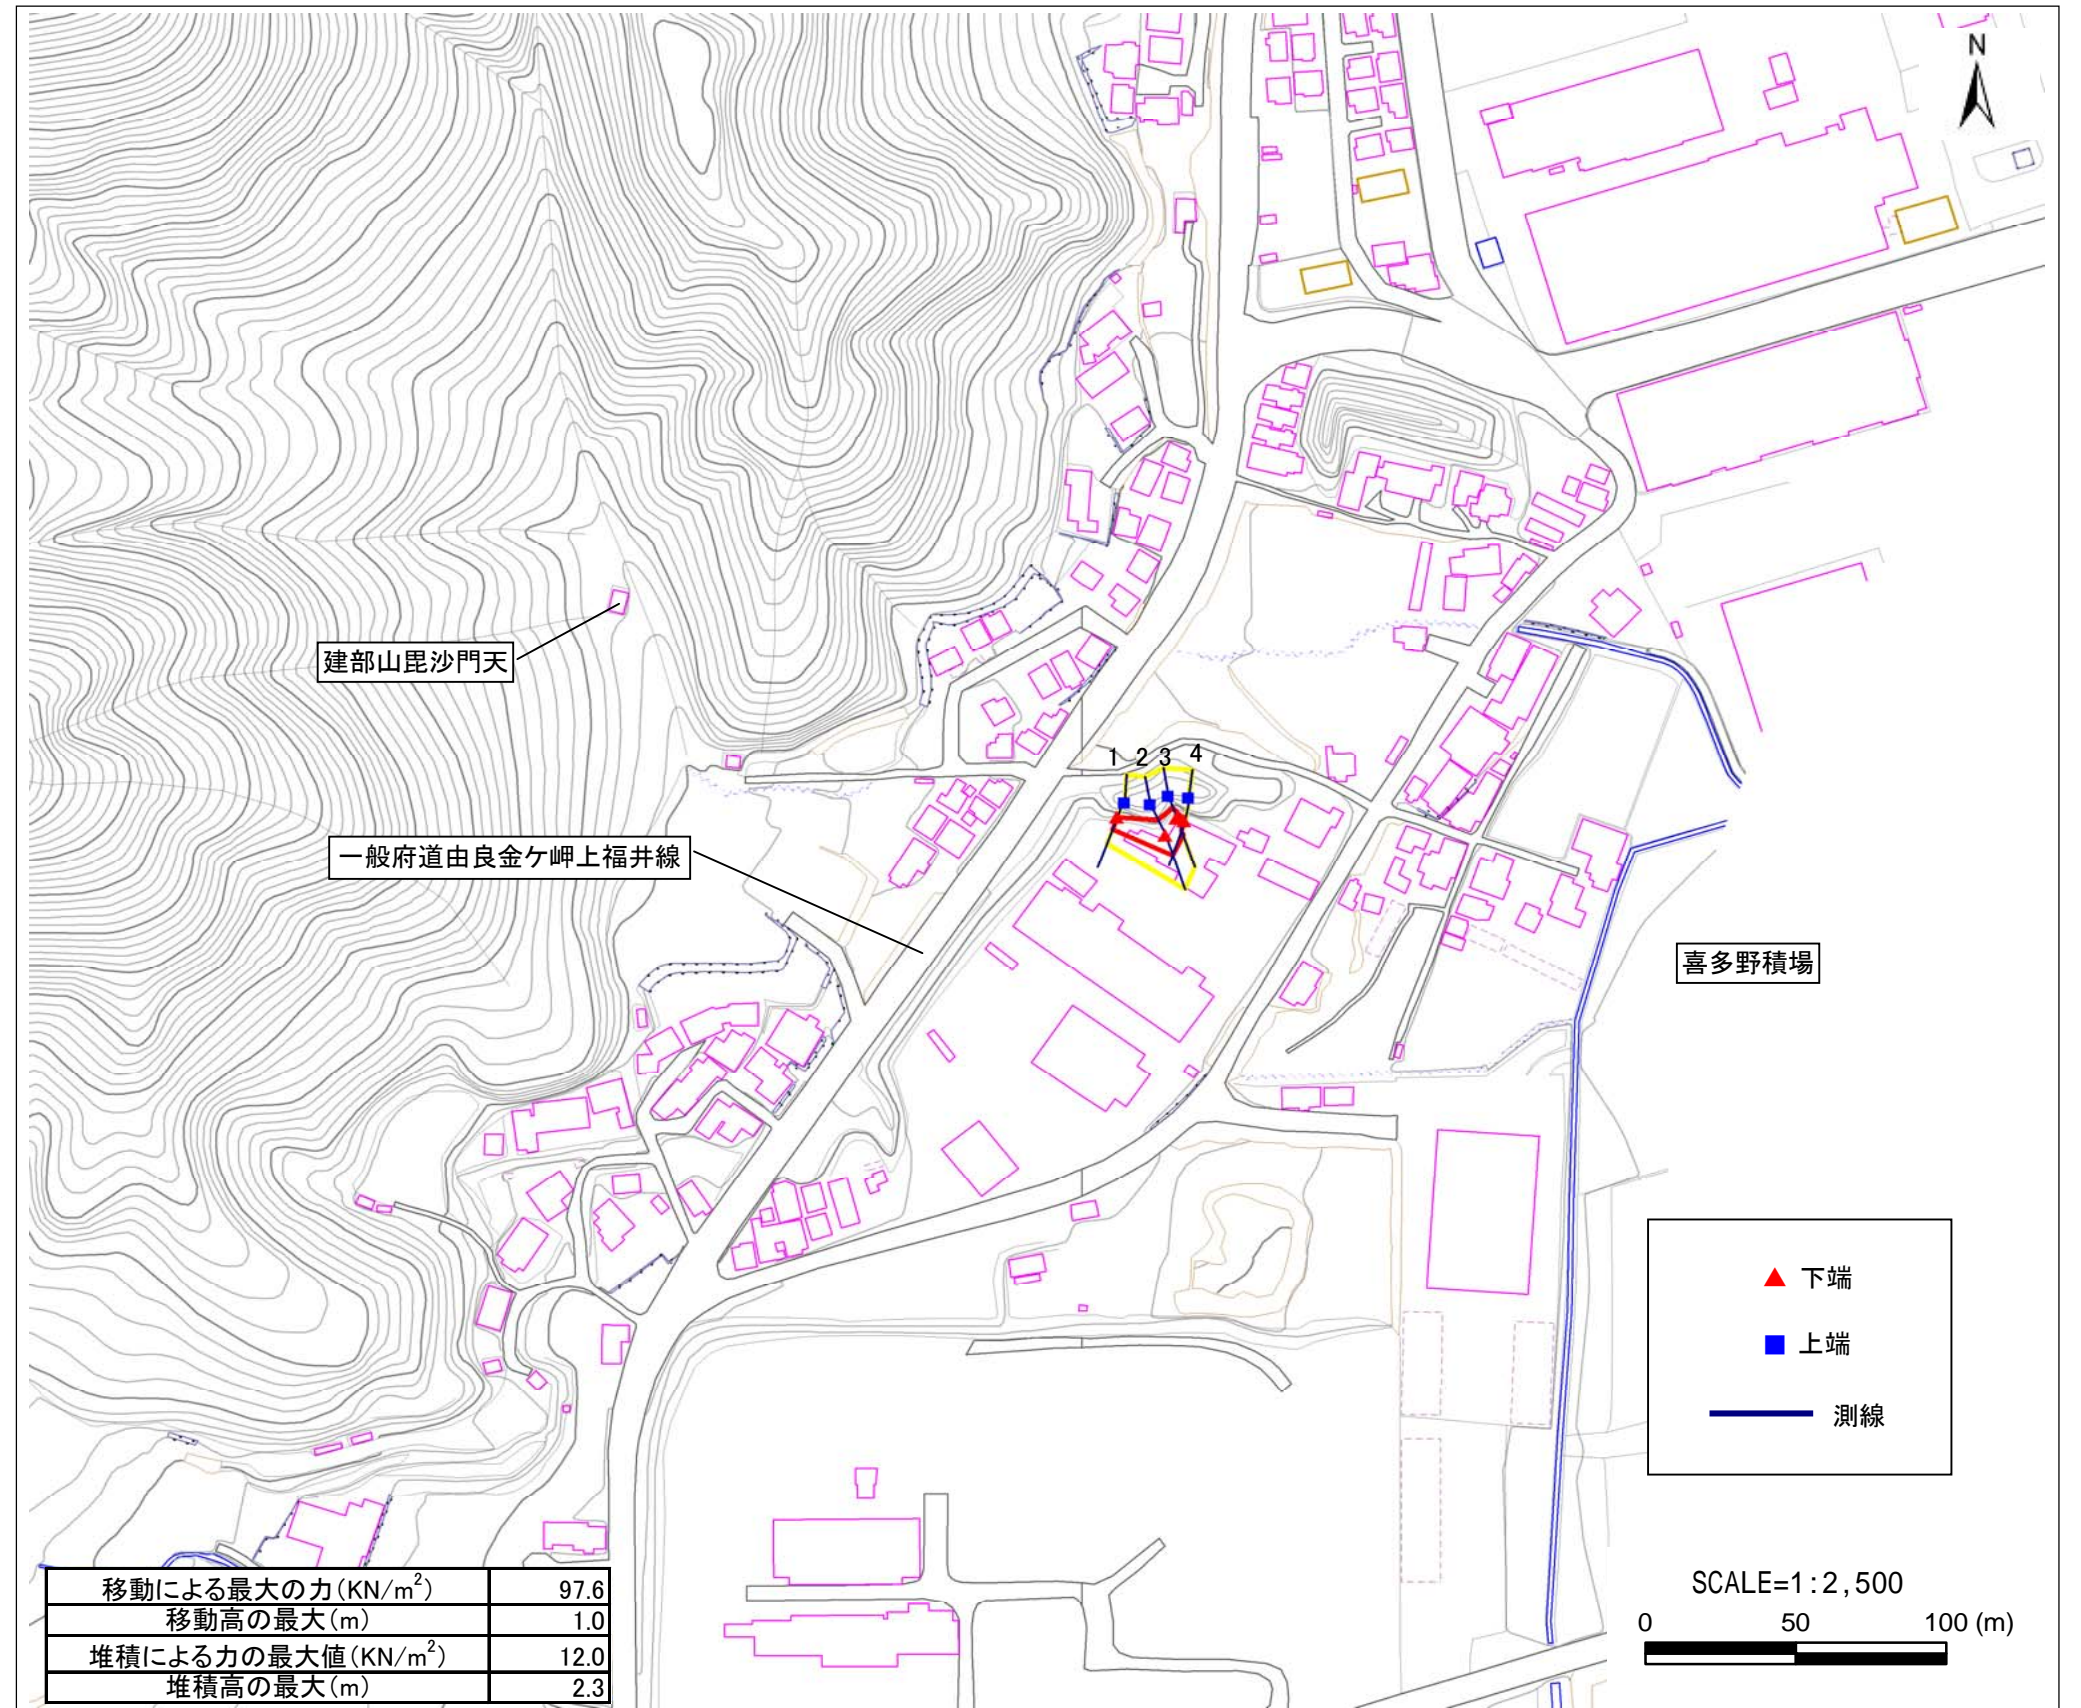 N
建部山毘沙門天
1 2 3 4
一般府道由良金ケ岬上福井線
喜多野積場
下端
上端
測線
SCALE=1:2,500
0 50 100 (m)
移動による最大の力(KN/m²) 97.6
移動高の最大(m) 1.0
堆積による力の最大値(KN/m²) 12.0
堆積高の最大(m) 2.3